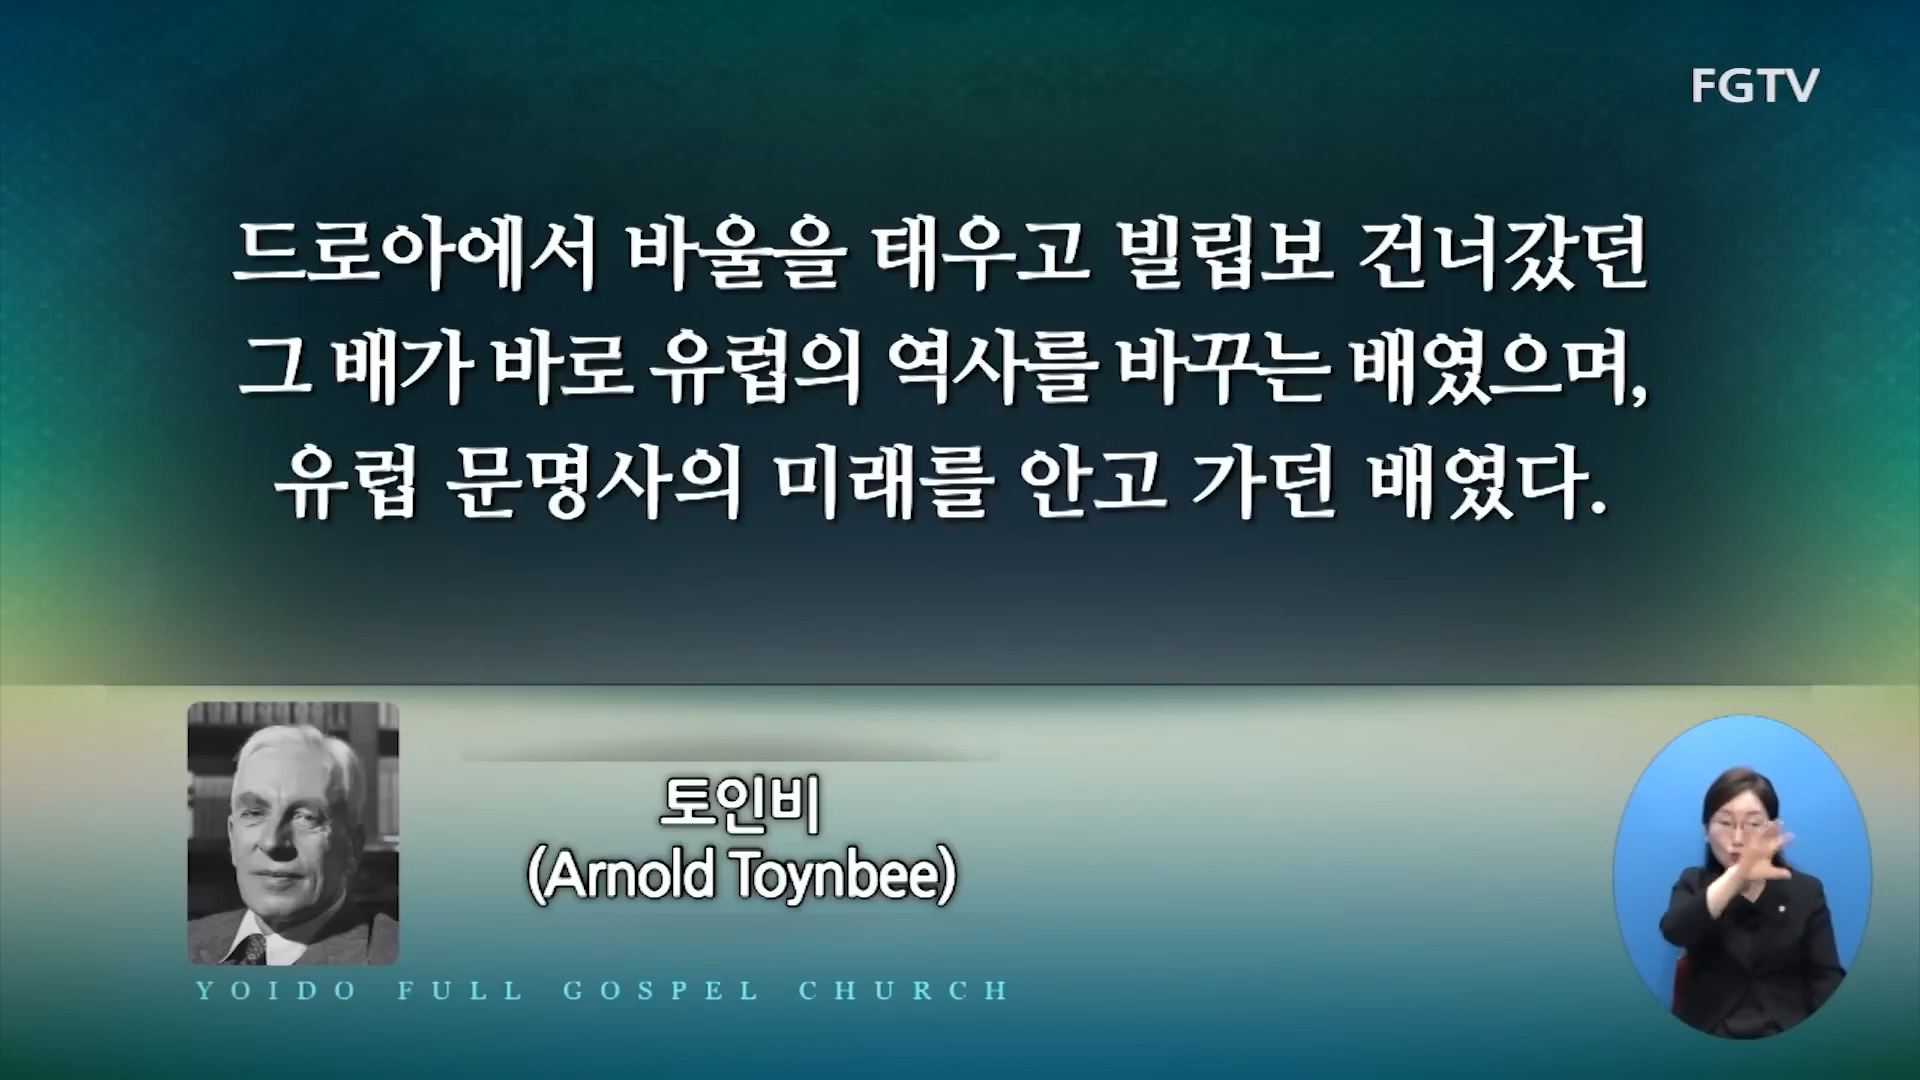 FGTV
드로아에서 바울을 태우고 빌립보 건너갔던
그 배가 바로 유럽의 역사를 바꾸는 배였으며,
유럽 문명사의 미래를 안고 가던 배였다.
토인비
(Arnold Toynbee)
YOIDO FULL GOSPEL CHURCH